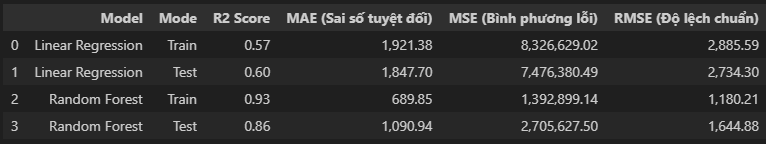 Model Mode R2 Score MAE (Sai số tuyệt đối) MSE (Bình phương lỗi) RMSE (Độ lệch chuẩn)
0 Linear Regression Train 0.57 1,921.38 8,326,629.02 2,885.59
1 Linear Regression Test 0.60 1,847.70 7,476,380.49 2,734.30
2 Random Forest Train 0.93 689.85 1,392,899.14 1,180.21
3 Random Forest Test 0.86 1,090.94 2,705,627.50 1,644.88